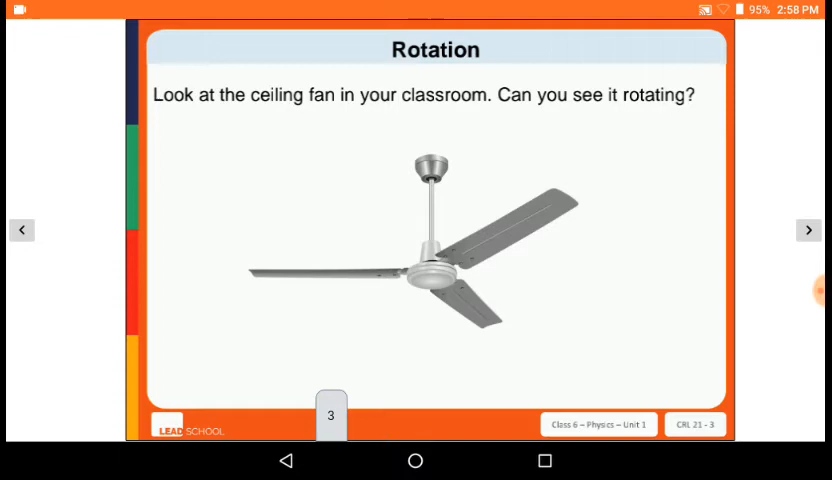 95% 2:58 PM
Rotation
Look at the ceiling fan in your classroom. Can you see it rotating?
3
LEAD SCHOOL
Class 6 – Physics – Unit 1
CRL 21 - 3